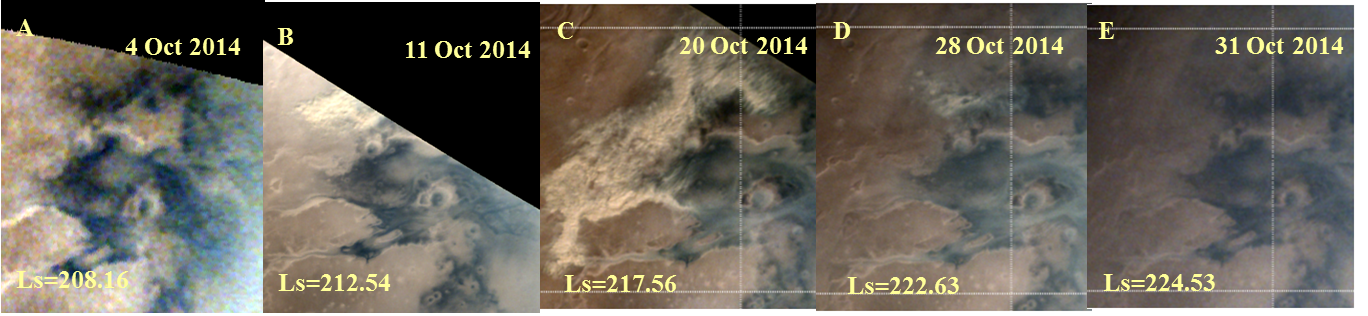 A
4 Oct 2014
Ls=208.16
B
11 Oct 2014
Ls=212.54
C
20 Oct 2014
Ls=217.56
D
28 Oct 2014
Ls=222.63
E
31 Oct 2014
Ls=224.53